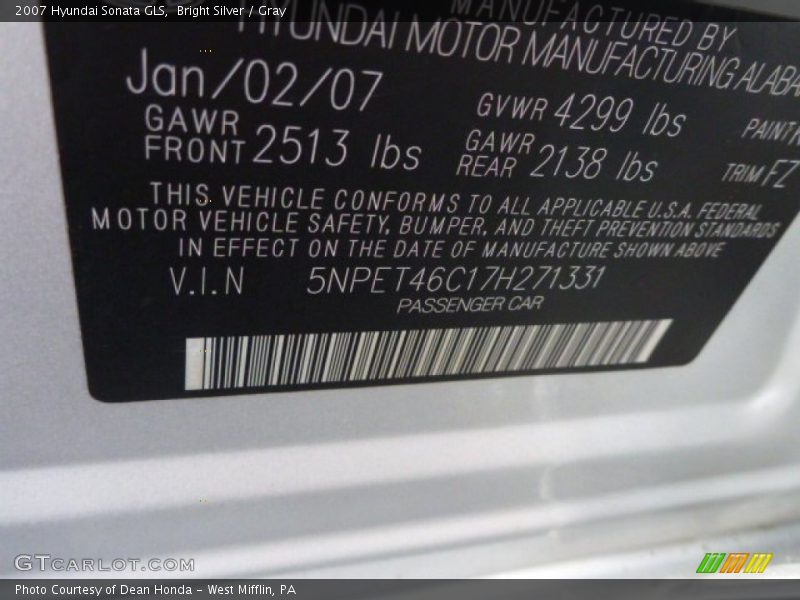 2007 Hyundai Sonata GLS, Bright Silver / Gray
MANUFACTURED BY
HYUNDAI MOTOR MANUFACTURING
Jan/02/07
GVWR 4299 lbs
PAINT
GAWR
FRONT 2513 lbs
GAWR
REAR 2138 lbs
TRIM FZ
THIS VEHICLE CONFORMS TO ALL APPLICABLE U.S.A. FEDERAL
MOTOR VEHICLE SAFETY, BUMPER, AND THEFT PREVENTION STANDARDS
IN EFFECT ON THE DATE OF MANUFACTURE SHOWN ABOVE
V.I.N 5NPET46C17H271331
PASSENGER CAR
GTCARLOT.COM
Photo Courtesy of Dean Honda - West Mifflin, PA